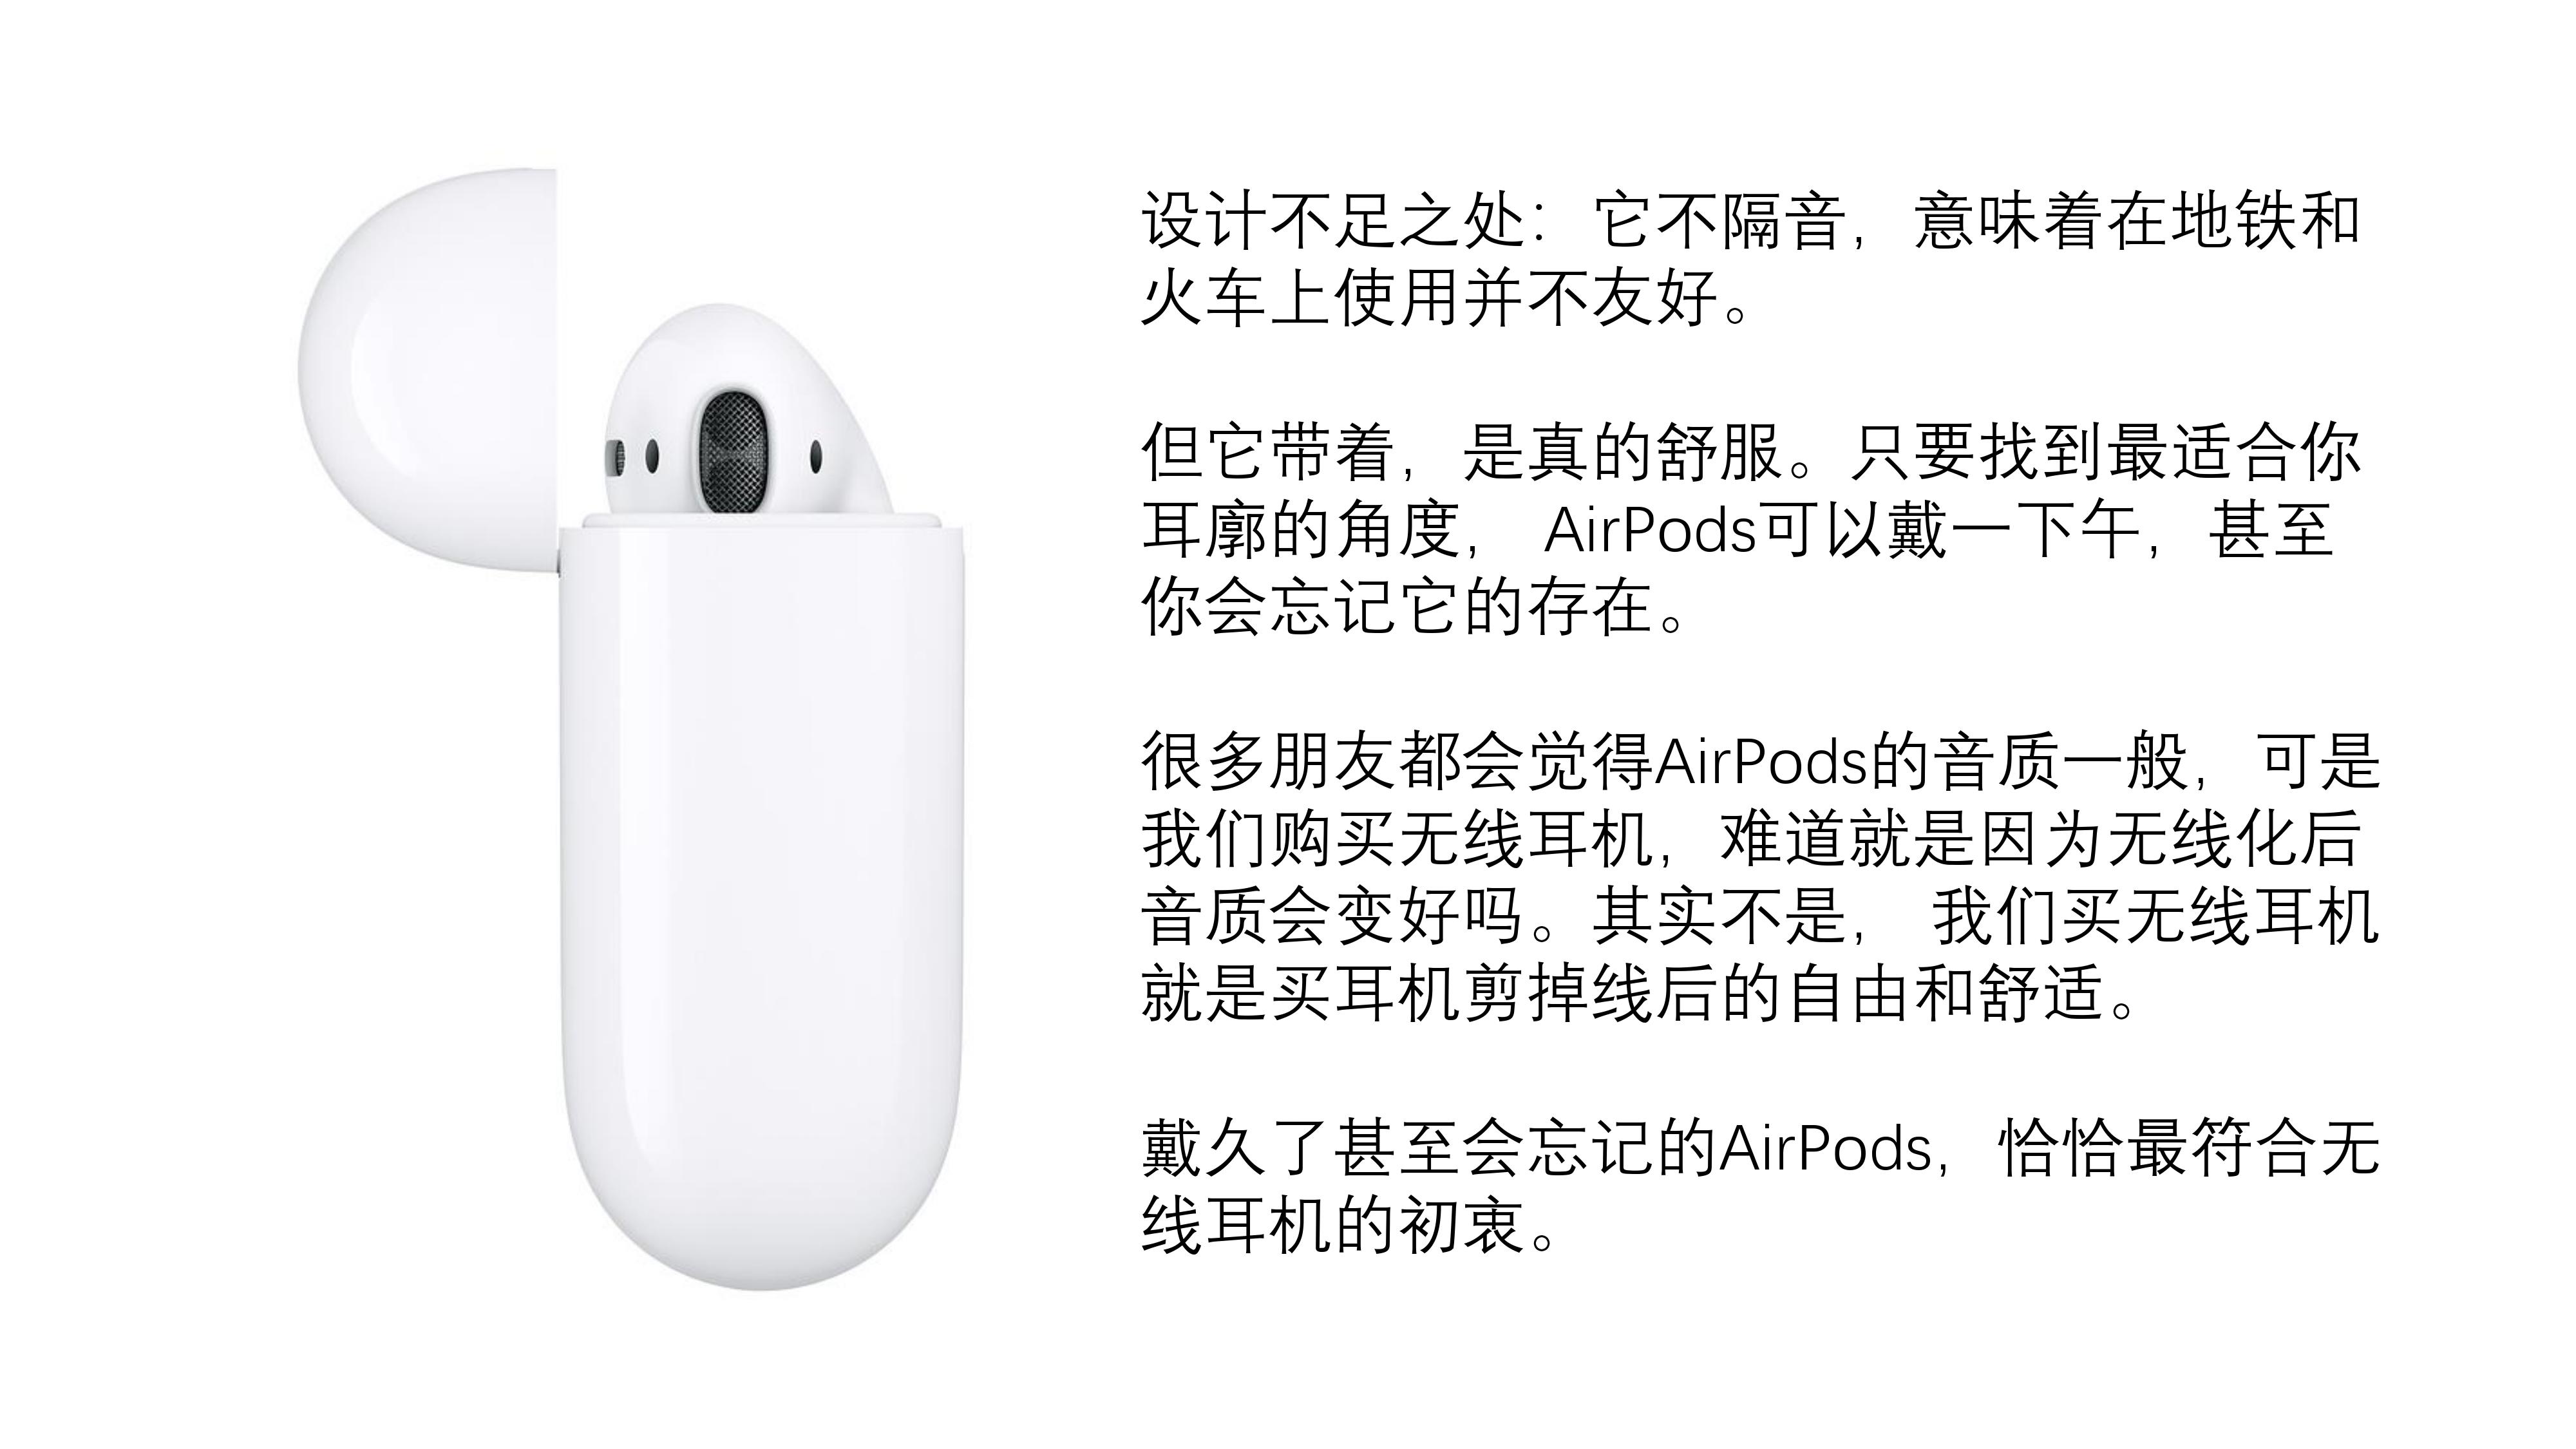 设计不足之处：它不隔音，意味着在地铁和
火车上使用并不友好。
但它带着，是真的舒服。只要找到最适合你
耳廓的角度， AirPods可以戴一下午，甚至
你会忘记它的存在。
很多朋友都会觉得AirPods的音质一般，可是
我们购买无线耳机，难道就是因为无线化后
音质会变好吗。其实不是， 我们买无线耳机
就是买耳机剪掉线后的自由和舒适。
戴久了甚至会忘记的AirPods，恰恰最符合无
线耳机的初衷。